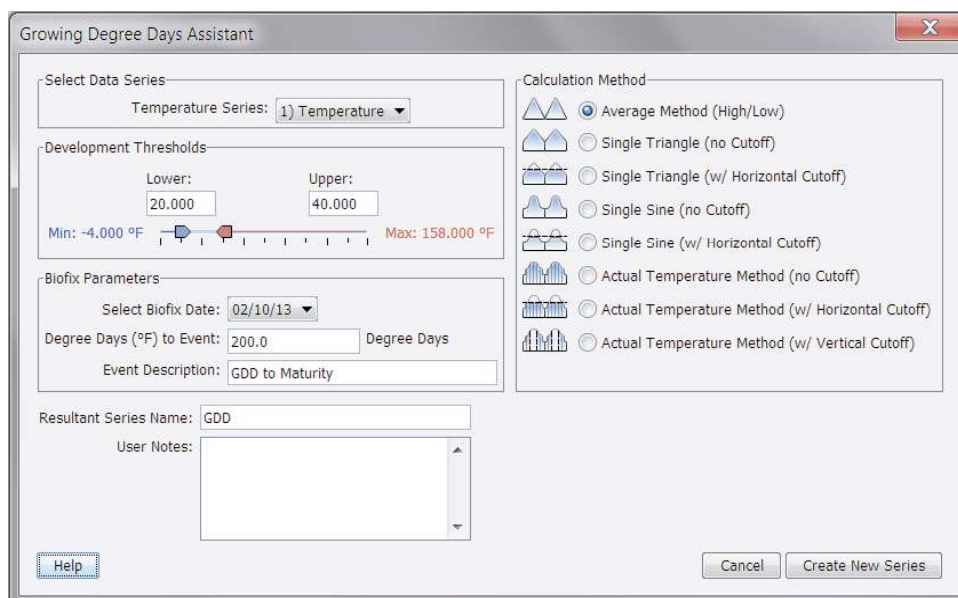 Growing Degree Days Assistant
X
Select Data Series
Temperature Series: 1) Temperature
Development Thresholds
Lower: Upper:
20.000 40.000
Min: -4.000 ºF Max: 158.000 ºF
Biofix Parameters
Select Biofix Date: 02/10/13
Degree Days (ºF) to Event: 200.0 Degree Days
Event Description: GDD to Maturity
Calculation Method
Average Method (High/Low)
Single Triangle (no Cutoff)
Single Triangle (w/ Horizontal Cutoff)
Single Sine (no Cutoff)
Single Sine (w/ Horizontal Cutoff)
Actual Temperature Method (no Cutoff)
Actual Temperature Method (w/ Horizontal Cutoff)
Actual Temperature Method (w/ Vertical Cutoff)
Resultant Series Name: GDD
User Notes:
Help Cancel Create New Series